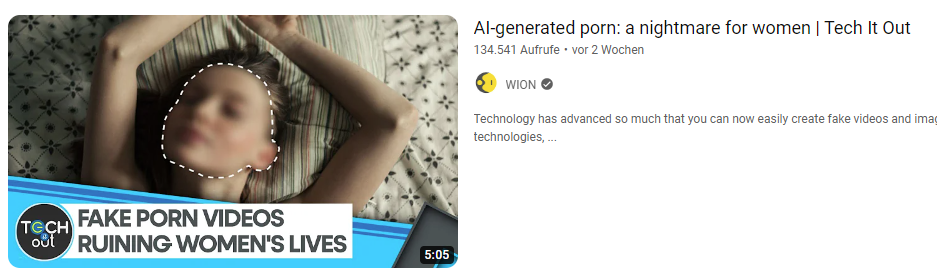 AI-generated porn: a nightmare for women | Tech It Out
134.541 Aufrufe • vor 2 Wochen
WION
Technology has advanced so much that you can now easily create fake videos and imag
technologies, ...
TECH
out
FAKE PORN VIDEOS
RUINING WOMEN'S LIVES
5:05